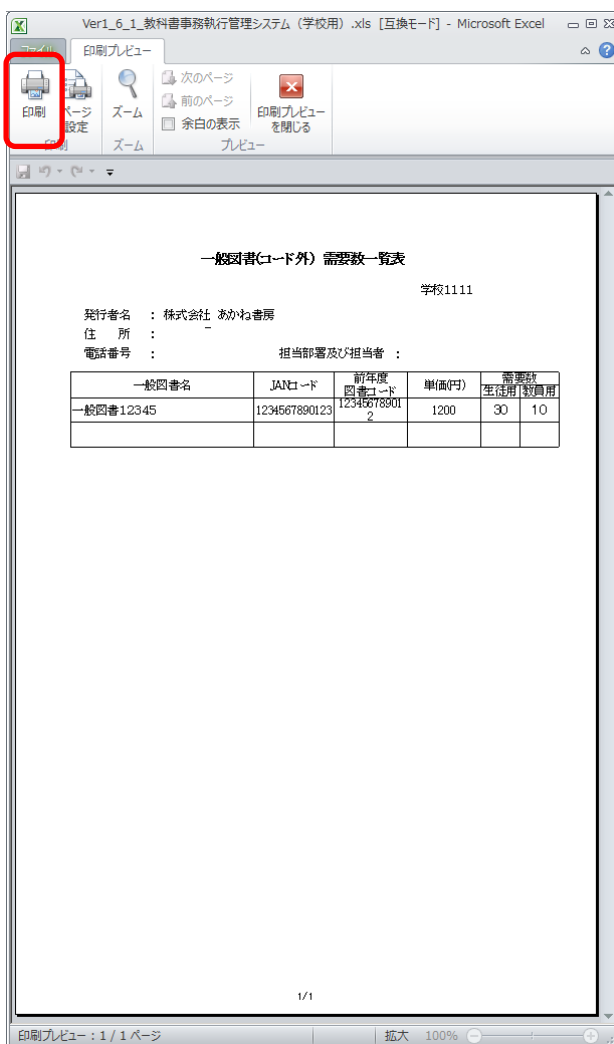 Ver1_6_1_教科書事務執行管理システム（学校用）.xls [互換モード] - Microsoft Excel
ファイル 印刷プレビュー
印刷 ページ設定 ズーム 次のページ
前のページ
余白の表示 印刷プレビューを閉じる
印刷 ズーム プレビュー
一般図書(コード外) 需要数一覧表
学校1111
発行者名 : 株式会社 あかね書房
住 所 : −
電話番号 : 担当部署及び担当者 :
一般図書名 JANコード 前年度図書コード 単価(円) 需要数
生徒用 教員用
一般図書12345 1234567890123 123456789012 1200 30 10
1/1
印刷プレビュー：1 / 1 ページ 拡大 100%